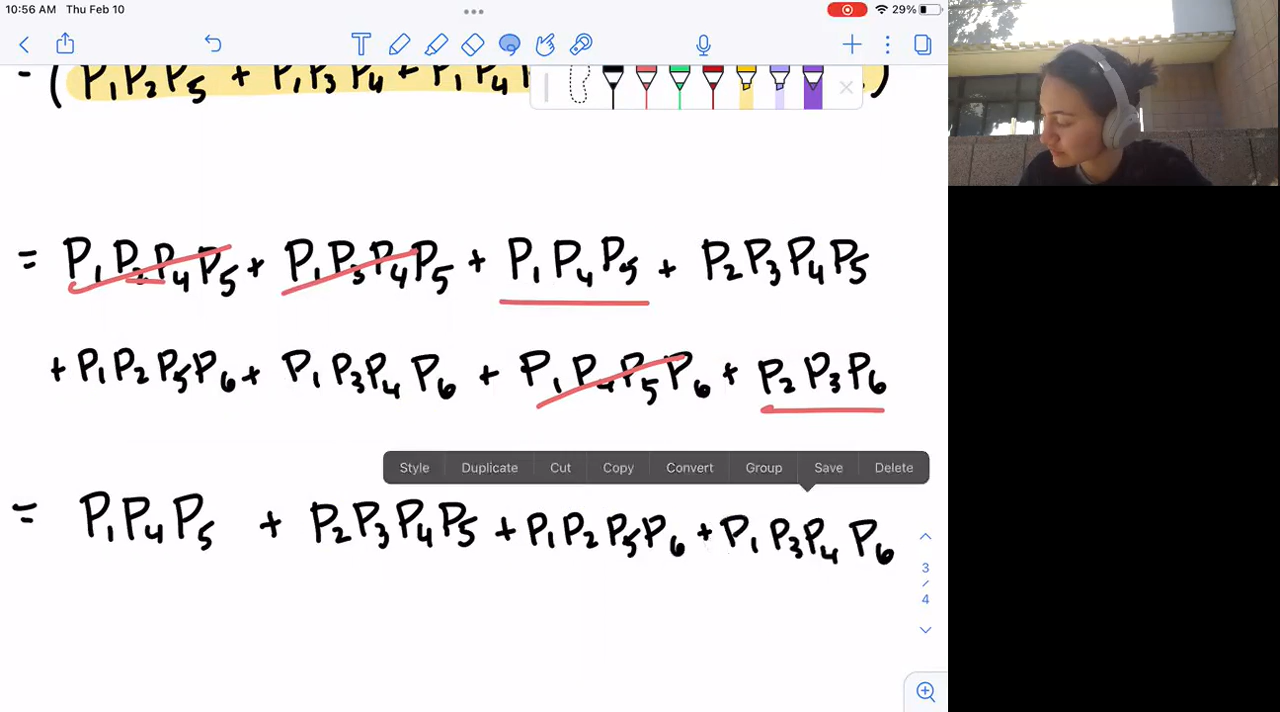 10:56 AM Thu Feb 10
29%
(P₁P₂P₅ + P₁P₃P₄ + P₁P₄
= P₁P₂P₄P₅ + P₁P₃P₄P₅ + P₁P₄P₅ + P₂P₃P₄P₅
+ P₁P₂P₅P₆ + P₁P₃P₄P₆ + P₁P₄P₅P₆ + P₂P₃P₆
Style Duplicate Cut Copy Convert Group Save Delete
= P₁P₄P₅ + P₂P₃P₄P₅ + P₁P₂P₅P₆ + P₁P₃P₄P₆
3
/
4